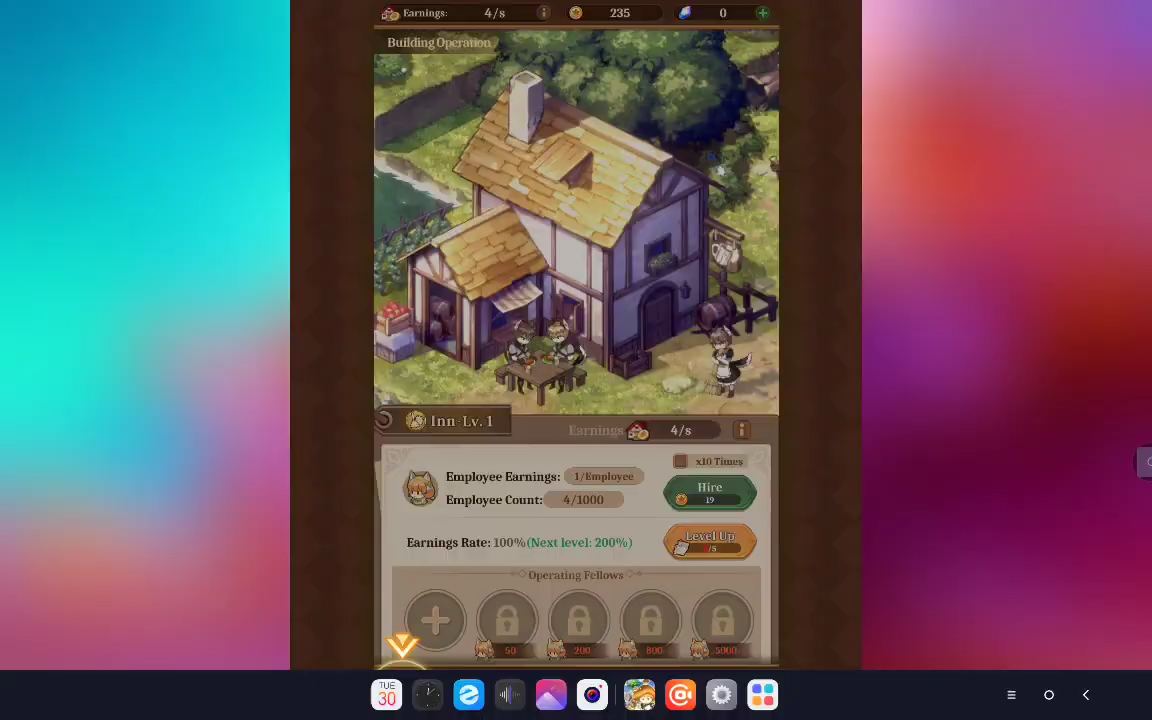 Earnings: 4/s 235 0
Building Operation
Inn-Lv. 1
Earnings 4/s
x10 Times
Employee Earnings: 1/Employee
Hire
19
Employee Count: 4/1000
Earnings Rate: 100%(Next level: 200%)
Level Up
/5
Operating Fellows
50 200 800 5000
TUE
30